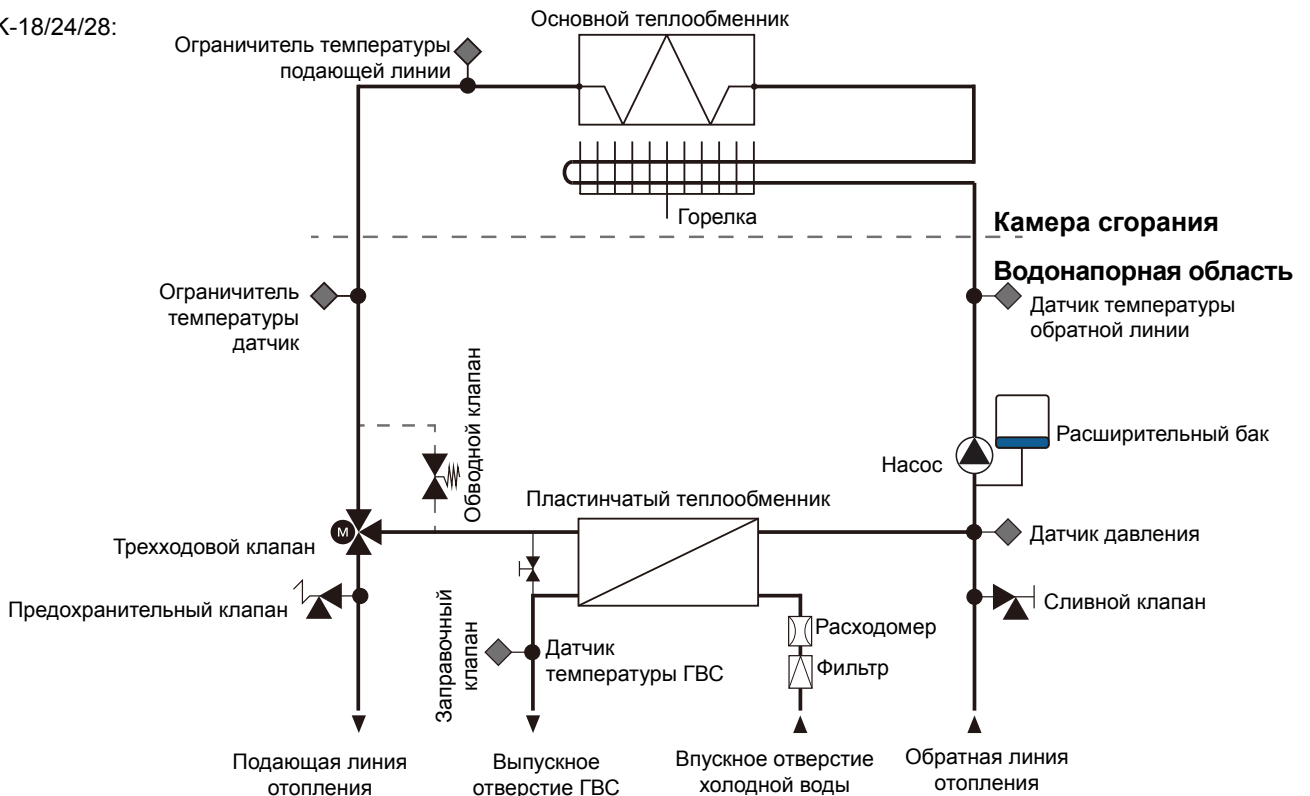 K-18/24/28:
Основной теплообменник
Ограничитель температуры
подающей линии
Горелка
Камера сгорания
Водонапорная область
Ограничитель
температуры
датчик
Датчик температуры
обратной линии
Обводной клапан
Расширительный бак
Насос
Пластинчатый теплообменник
M
Трехходовой клапан
Датчик давления
Предохранительный клапан
Сливной клапан
Заправочный
клапан
Датчик
температуры ГВС
Расходомер
Фильтр
Подающая линия
отопления
Выпускное
отверстие ГВС
Впускное отверстие
холодной воды
Обратная линия
отопления